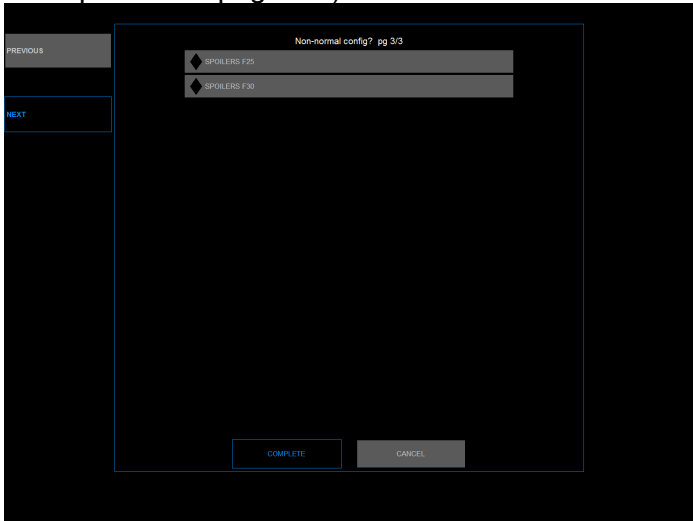 Non-normal config? pg 3/3
PREVIOUS
SPOILERS F25
SPOILERS F30
NEXT
COMPLETE
CANCEL